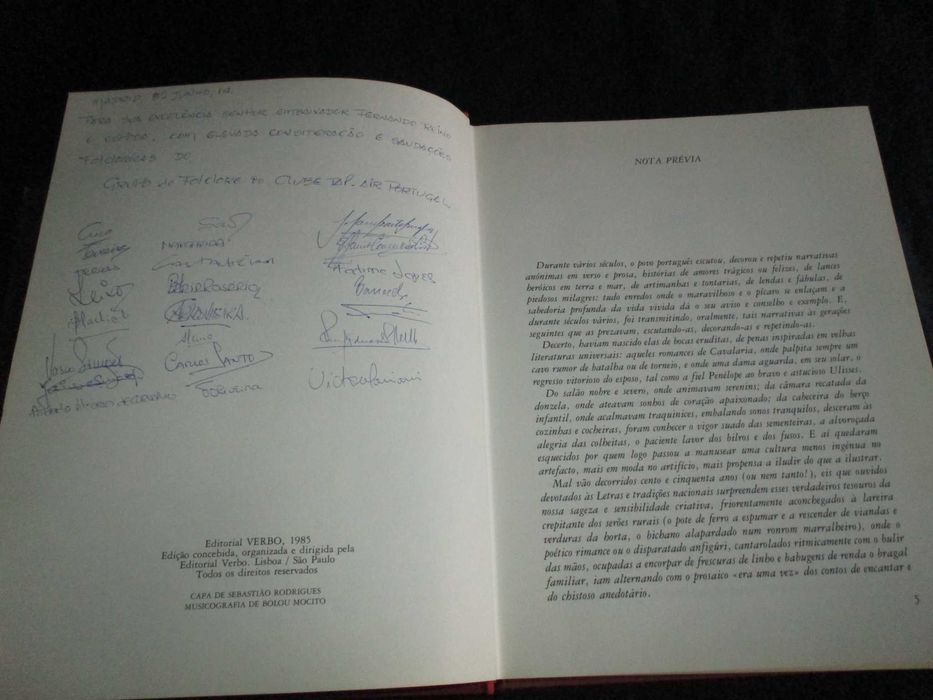 MADRID, 02 JUNHO, 19
PARA SUA EXCELÊNCIA SENHOR EMBAIXADOR FERNANDO REINO
E ESPOSA, COM ELEVADA CONSIDERAÇÃO E SAUDAÇÕES
FOLCLÓRICAS DO
GRUPO de FOLCLORE DO CLUBE TAP-AIR PORTUGAL
MARGARIDA
CARLOS SANTOS
Editorial VERBO, 1985
Edição concebida, organizada e dirigida pela
Editorial Verbo. Lisboa / São Paulo
Todos os direitos reservados
CAPA DE SEBASTIÃO RODRIGUES
MUSICOGRAFIA DE BOLOU MOCITO
NOTA PRÉVIA
Durante vários séculos, o povo português escutou, decorou e repetiu narrativas
anónimas em verso e prosa, histórias de amores trágicos ou felizes, de lances
heróicos em terra e mar, de artimanhas e tontarias, de lendas e fábulas, de
piedosos milagres: tudo enredos onde o maravilhoso e o pícaro se enlaçam e a
sabedoria profunda da vida vivida dá o seu aviso e conselho e exemplo. E,
durante séculos vários, foi transmitindo, oralmente, tais narrativas às gerações
seguintes que as prezavam, escutando-as, decorando-as e repetindo-as.
Decerto, haviam nascido elas de bocas eruditas, de penas inspiradas em velhas
literaturas universais: aqueles romances de Cavalaria, onde palpita sempre um
cavo rumor de batalha ou de torneio, e onde uma dama aguarda, em seu solar, o
regresso vitorioso do esposo, tal como a fiel Penélope ao bravo e astucioso Ulisses.
Do salão nobre e severo, onde animavam serenins; da câmara recatada da
donzela, onde ateavam sonhos de coração apaixonado; da cabeceira do berço
infantil, onde acalmavam traquinices, embalando sonos tranquilos, desceram às
cozinhas e cocheiras, foram conhecer o vigor suado das sementeiras, a alvoroçada
alegria das colheitas, o paciente lavor dos bilros e dos fusos. E aí quedaram
esquecidos por quem logo passou a manusear uma cultura menos ingénua no
artefacto, mais em moda no artifício, mais propensa a iludir do que a ilustrar.
Mal vão decorridos cento e cinquenta anos (ou nem tanto!), eis que ouvidos
devotados às Letras e tradições nacionais surpreendem esses verdadeiros tesouros da
nossa sageza e sensibilidade criativa, friorentamente aconchegados à lareira
crepitante dos serões rurais (o pote de ferro a espumar e a rescender de viandas e
verduras da horta, o bichano alapardado num ronrom marralheiro), onde o
poético rimance ou o disparatado anfigúri, cantarolados ritmicamente com o bulir
das mãos, ocupadas a encorpar de frescuras de linho e babugens de renda o bragal
familiar, iam alternando com o prosaico «era uma vez» dos contos de encantar e
do chistoso anedotário.
5